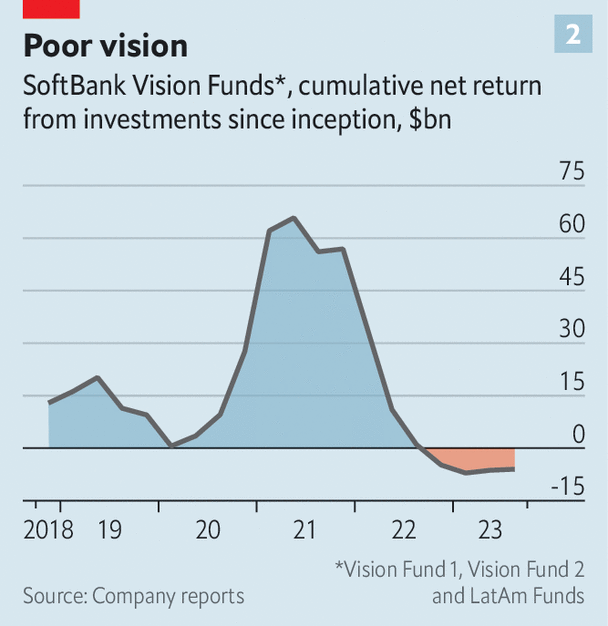 2
Poor vision
SoftBank Vision Funds*, cumulative net return
from investments since inception, $bn
75
60
45
30
15
0
-15
2018 19 20 21 22 23
*Vision Fund 1, Vision Fund 2
and LatAm Funds
Source: Company reports